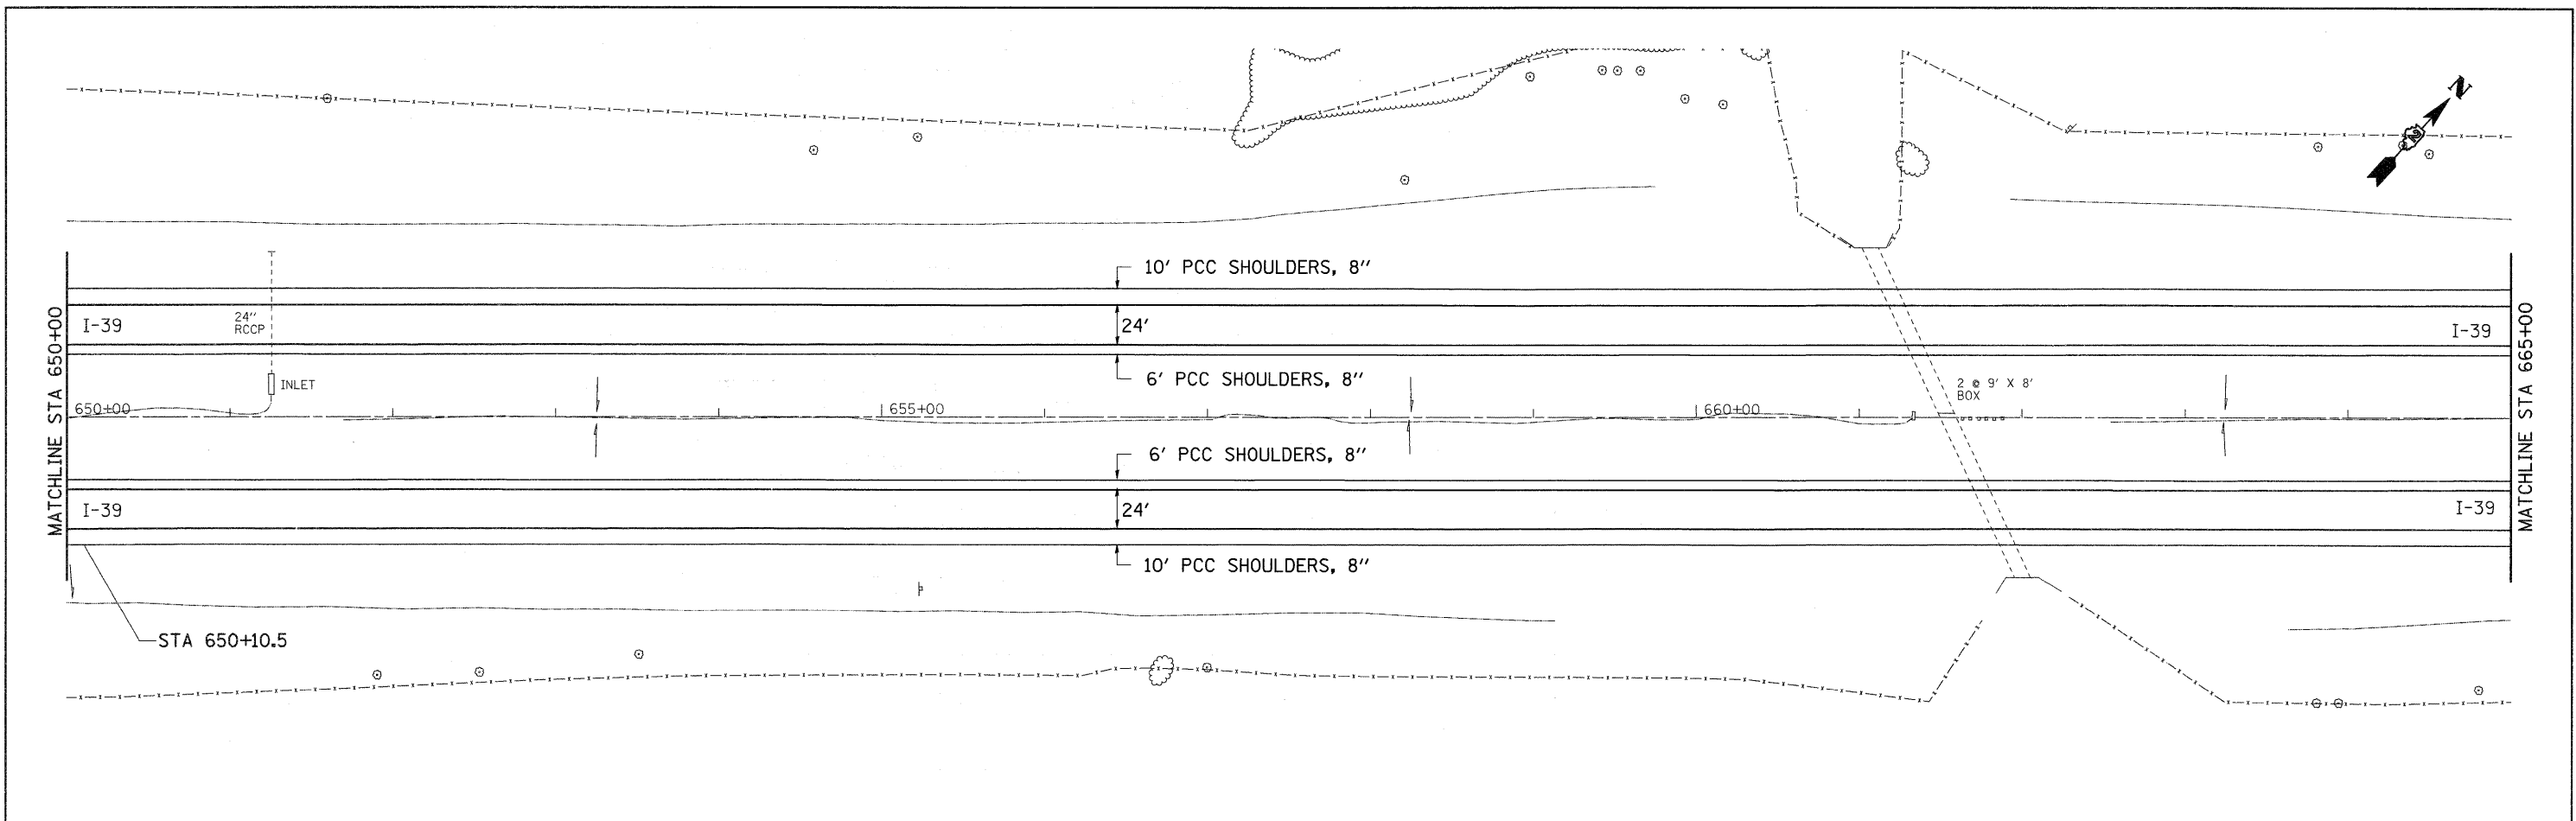 N
2
10' PCC SHOULDERS, 8"
MATCHLINE STA 650+00
I-39
24"
RCCP
24'
I-39
MATCHLINE STA 665+00
6' PCC SHOULDERS, 8"
INLET
2 @ 9' X 8'
BOX
650+00
655+00
660+00
6' PCC SHOULDERS, 8"
I-39
24'
I-39
10' PCC SHOULDERS, 8"
STA 650+10.5